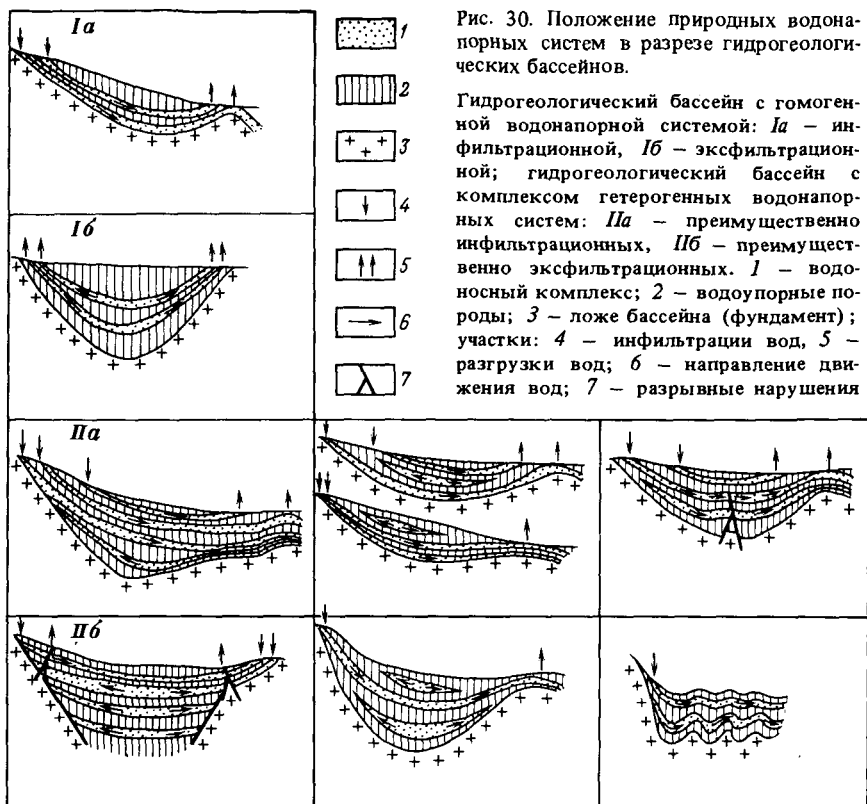 Iа
Iб
IIа
IIб
1
2
3
4
5
6
7
Рис. 30. Положение природных водона-
порных систем в разрезе гидрогеологи-
ческих бассейнов.
Гидрогеологический бассейн с гомоген-
ной водонапорной системой: Iа — ин-
фильтрационной, Iб — эксфильтрацион-
ной; гидрогеологический бассейн с
комплексом гетерогенных водонапор-
ных систем: IIа — преимущественно
инфильтрационных, IIб — преимущест-
венно эксфильтрационных. 1 — водо-
носный комплекс; 2 — водоупорные по-
роды; 3 — ложе бассейна (фундамент);
участки: 4 — инфильтрации вод, 5 —
разгрузки вод; 6 — направление дви-
жения вод; 7 — разрывные нарушения